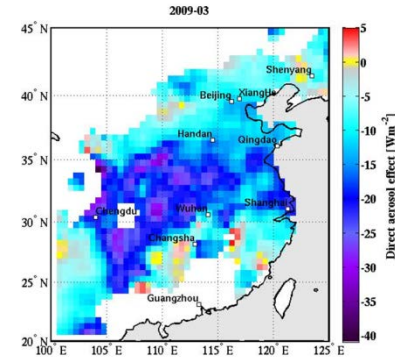 2009-03
45° N
40° N
35° N
30° N
25° N
20° N
100° E
105° E
110° E
115° E
120° E
125° E
Shenyang
Beijing
XiangHe
Handan
Qingdao
Chengdu
Wuhan
Shanghai
Changsha
Guangzhou
5
0
-5
-10
-15
-20
-25
-30
-35
-40
Direct aerosol effect [Wm-2]